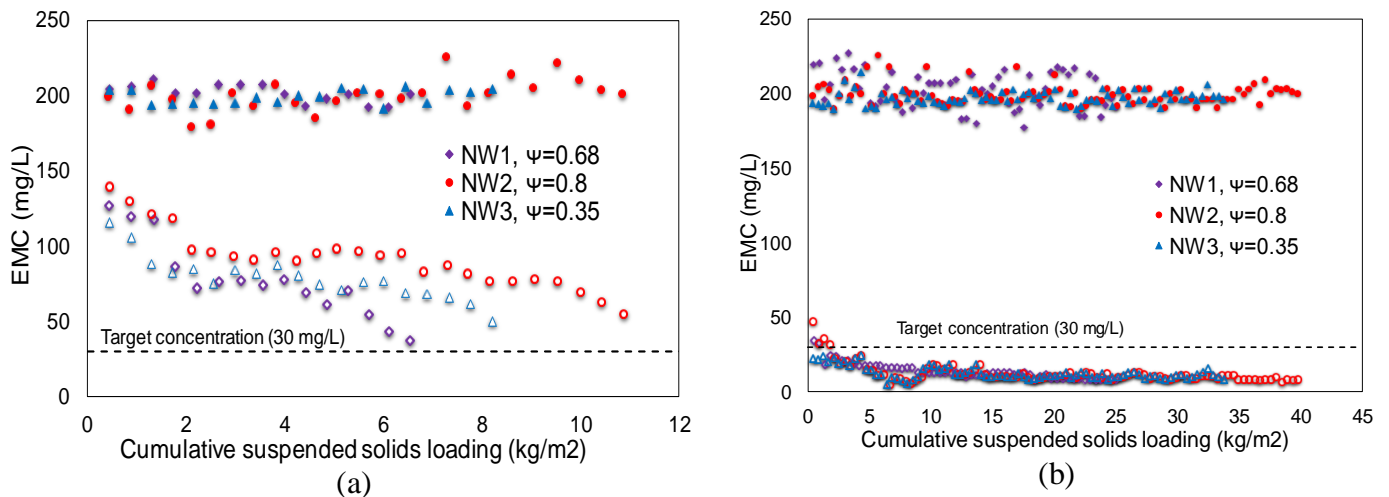 250
200
150
100
50
0
EMC (mg/L)
NW1, Ψ=0.68
NW2, Ψ=0.8
NW3, Ψ=0.35
Target concentration (30 mg/L)
0 2 4 6 8 10 12
Cumulative suspended solids loading (kg/m2)
(a)
250
200
150
100
50
0
EMC (mg/L)
NW1, Ψ=0.68
NW2, Ψ=0.8
NW3, Ψ=0.35
Target concentration (30 mg/L)
0 5 10 15 20 25 30 35 40 45
Cumulative suspended solids loading (kg/m2)
(b)